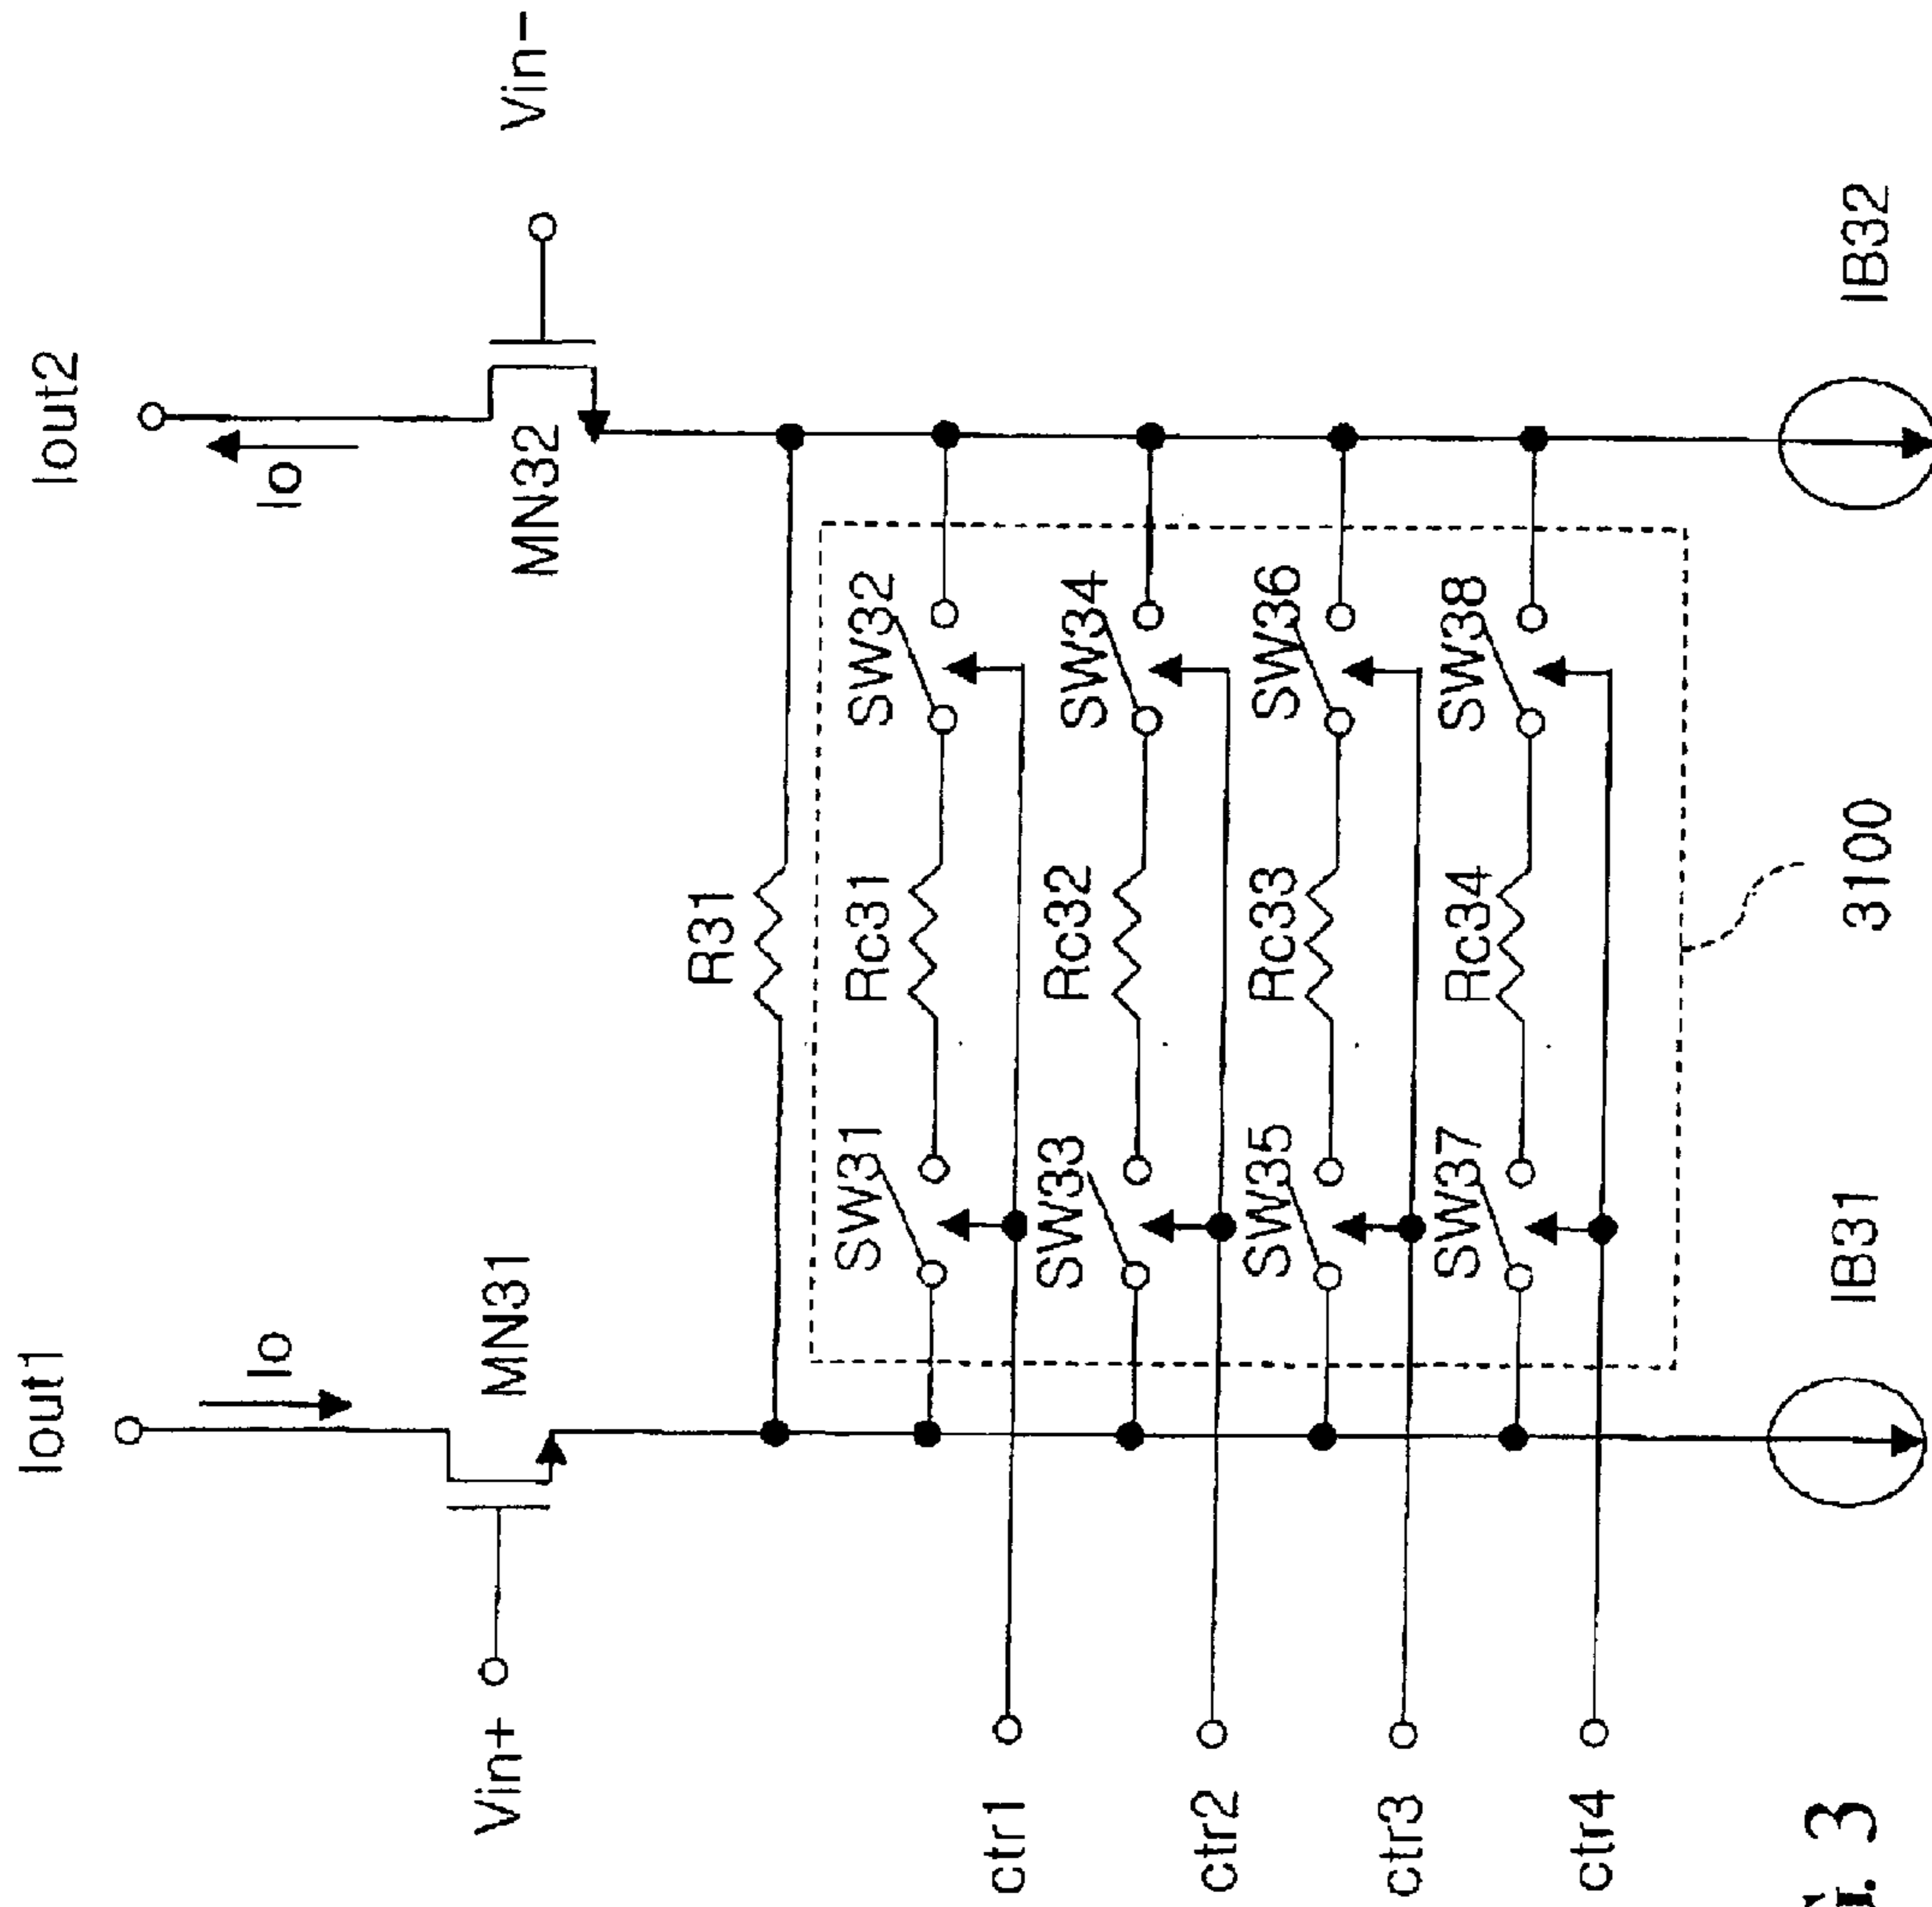 Iout1
Iout2
Io
Io
Vin+
MN31
MN32
Vin-
R31
SW31
Rc31
SW32
ctr1
SW33
Rc32
SW34
ctr2
SW35
Rc33
SW36
ctr3
SW37
Rc34
SW38
ctr4
IB31
3100
IB32
3